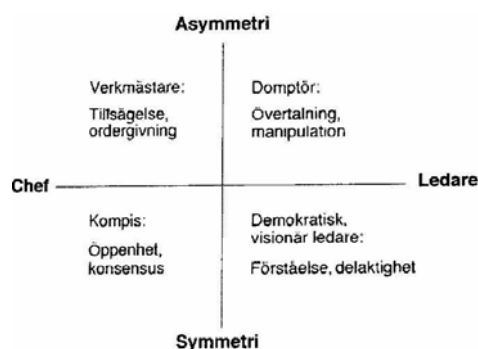 Asymmetri
Verkmästare:
Tillsägelse,
ordergivning
Domptör:
Övertalning,
manipulation
Chef
Ledare
Kompis:
Öppenhet,
konsensus
Demokratisk,
visionär ledare:
Förståelse, delaktighet
Symmetri